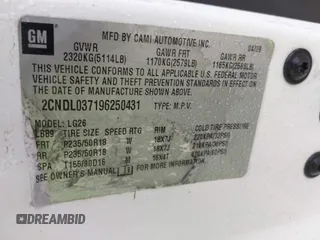 GM
MFD BY CAMI AUTOMOTIVE INC.
GVWR GAWR FRT GAWR RR
2320KG(5114LB) 1170KG(2579LB) 1165KG(2568LB)
THIS VEHICLE CONFORMS TO ALL APPLICABLE U.S. FEDERAL MOTOR VEHICLE SAFETY, BUMPER, AND THEFT PREVENTION STANDARDS IN EFFECT ON THE DATE OF MANUFACTURE SHOWN ABOVE.
2CNDL037196250431 TYPE: M.P.V.
MODEL: LG26
TIRE SIZE SPEED RTG RIM COLD TIRE PRESSURE
FRT P235/50R18 W 18X7J
RR P235/50R18 W 18X7J
SPA M 16X4T
SEE OWNER'S MANUAL
DREAMBID